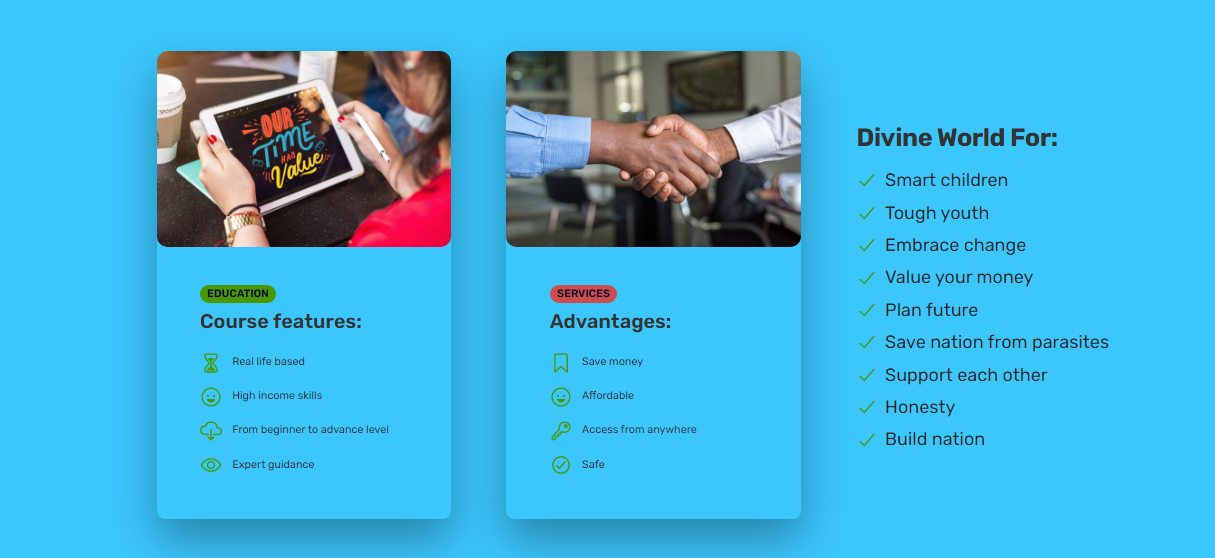 OUR
TIME
HAS
Value
EDUCATION
Course features:
Real life based
High income skills
From beginner to advance level
Expert guidance
SERVICES
Advantages:
Save money
Affordable
Access from anywhere
Safe
Divine World For:
Smart children
Tough youth
Embrace change
Value your money
Plan future
Save nation from parasites
Support each other
Honesty
Build nation